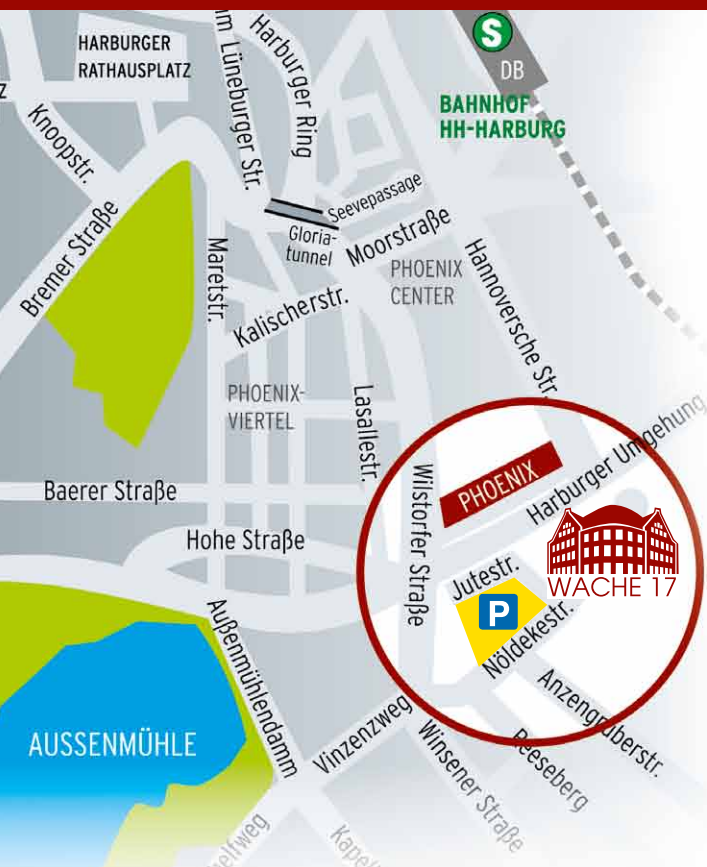 HARBURGER
RATHAUSPLATZ
Z
Knoopstr.
Bremer Straße
m Lüneburger Str.
Harburger Ring
S
DB
BAHNHOF
HH-HARBURG
Seevepassage
Gloria-
tunnel
Moorstraße
PHOENIX
CENTER
Maretstr.
Kalischerstr.
Hannoversche Str.
PHOENIX-
VIERTEL
Lasallestr.
Baerer Straße
Hohe Straße
Wilstorfer Straße
PHOENIX
Harburger Umgehung
WACHE 17
Jutestr.
P
Nöldekestr.
Anzengruberstr.
Außenmühlendamm
AUSSENMÜHLE
Vinzenzweg
Winsener Straße
Reeseberg
elfweg
Kapell